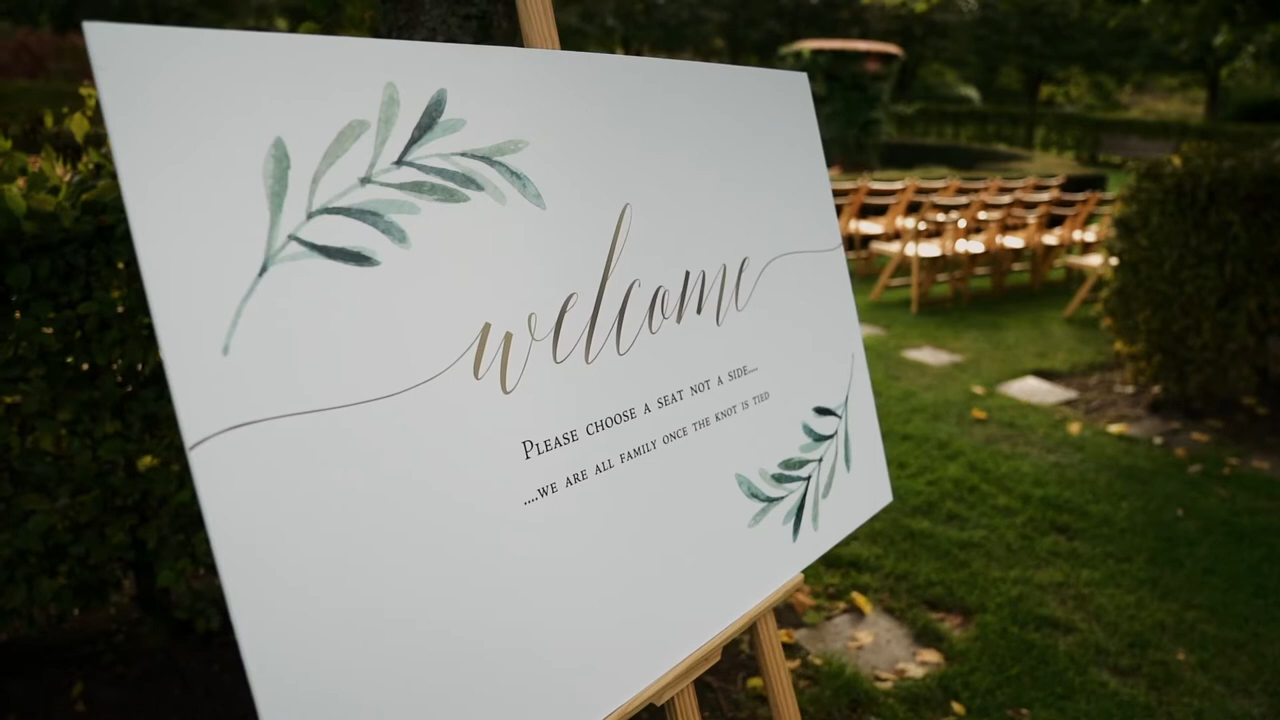 welcome
Please choose a seat not a side....
....we are all family once the knot is tied